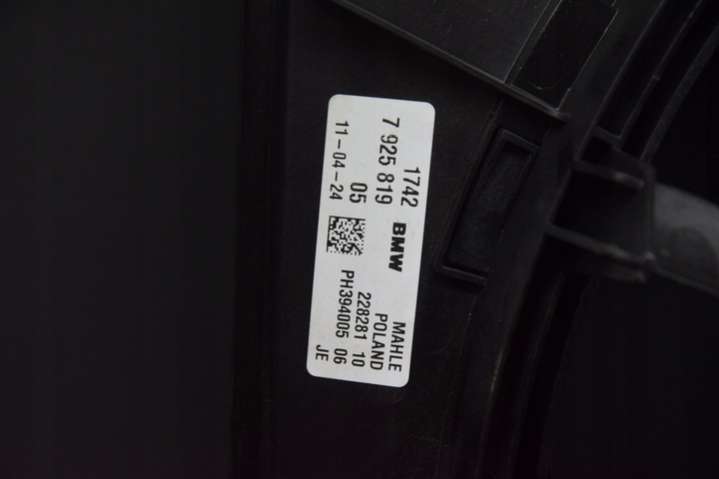 1742
7 925 819 BMW
05
11-04-24
MAHLE
POLAND
228281 10
PH394005 06
JE